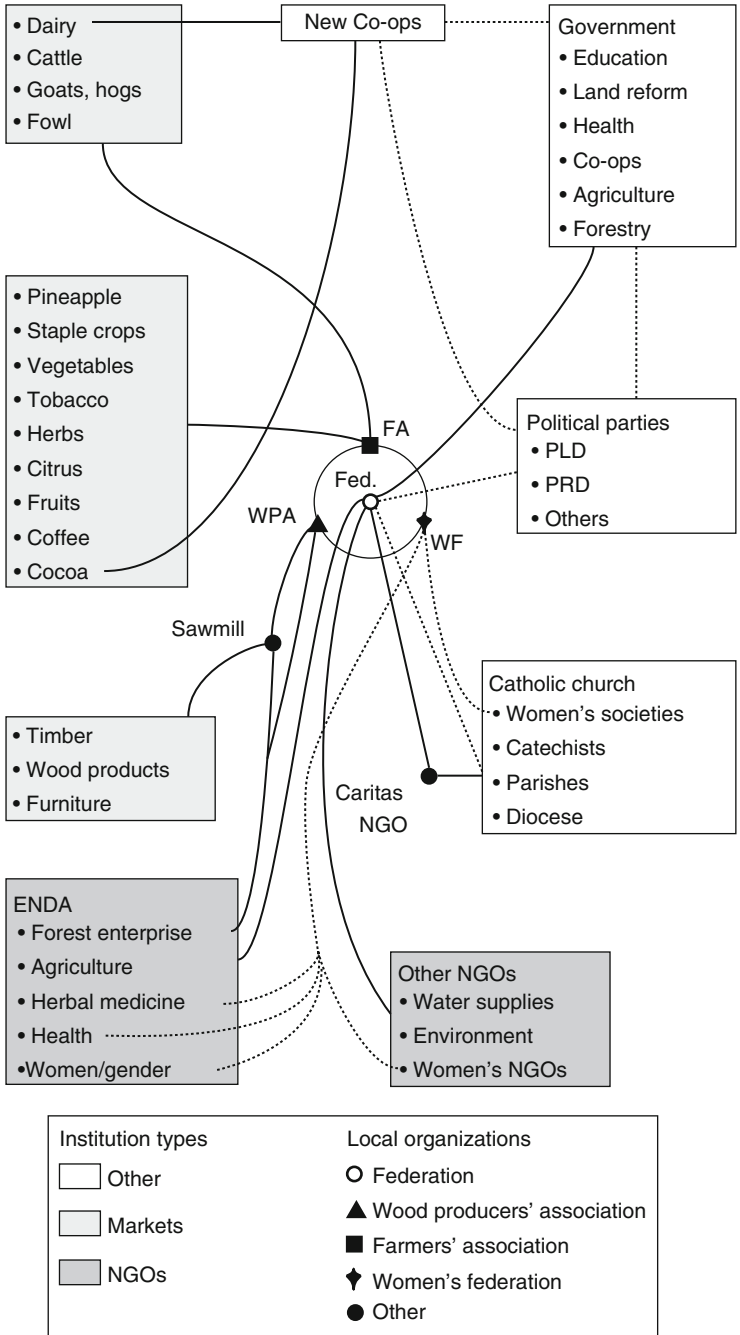 • Dairy
• Cattle
• Goats, hogs
• Fowl
New Co-ops
Government
• Education
• Land reform
• Health
• Co-ops
• Agriculture
• Forestry
• Pineapple
• Staple crops
• Vegetables
• Tobacco
• Herbs
• Citrus
• Fruits
• Coffee
• Cocoa
FA
Fed.
WPA
WF
Political parties
• PLD
• PRD
• Others
Sawmill
• Timber
• Wood products
• Furniture
Caritas
NGO
Catholic church
• Women's societies
• Catechists
• Parishes
• Diocese
ENDA
• Forest enterprise
• Agriculture
• Herbal medicine
• Health
•Women/gender
Other NGOs
• Water supplies
• Environment
• Women's NGOs
Institution types
Other
Markets
NGOs
Local organizations
Federation
Wood producers' association
Farmers' association
Women's federation
Other